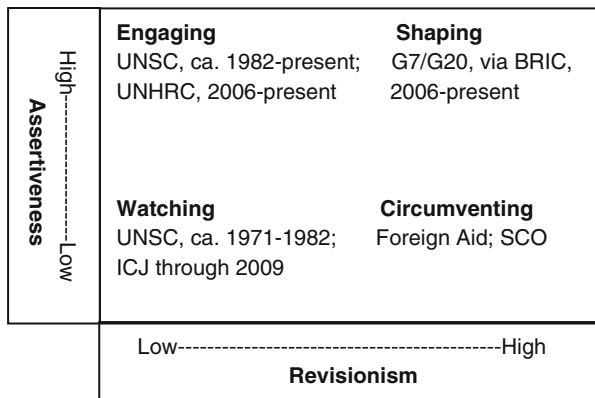 Engaging
UNSC, ca. 1982-present;
UNHRC, 2006-present
Shaping
G7/G20, via BRIC,
2006-present
Assertiveness
High--------------------Low
Watching
UNSC, ca. 1971-1982;
ICJ through 2009
Circumventing
Foreign Aid; SCO
Low--------------------------------------------------High
Revisionism